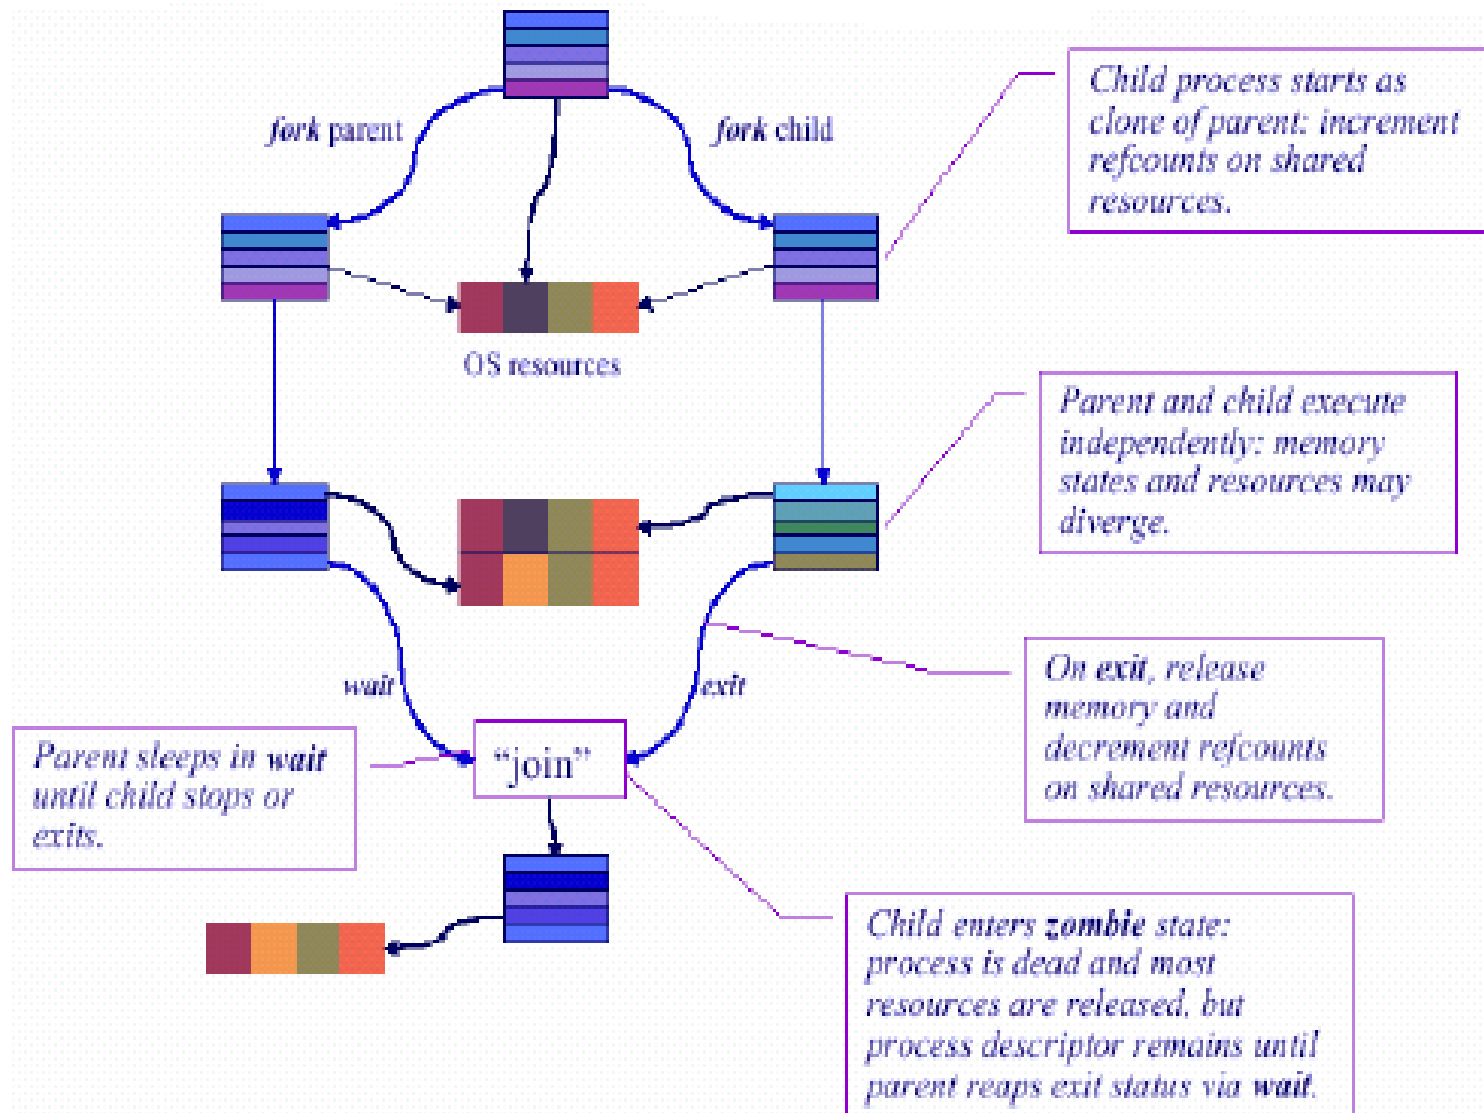 fork parent
fork child
Child process starts as
clone of parent: increment
refcounts on shared
resources.
OS resources
Parent and child execute
independently: memory
states and resources may
diverge.
wait
exit
On exit, release
memory and
decrement refcounts
on shared resources.
Parent sleeps in wait
until child stops or
exits.
“join”
Child enters zombie state:
process is dead and most
resources are released, but
process descriptor remains until
parent reaps exit status via wait.